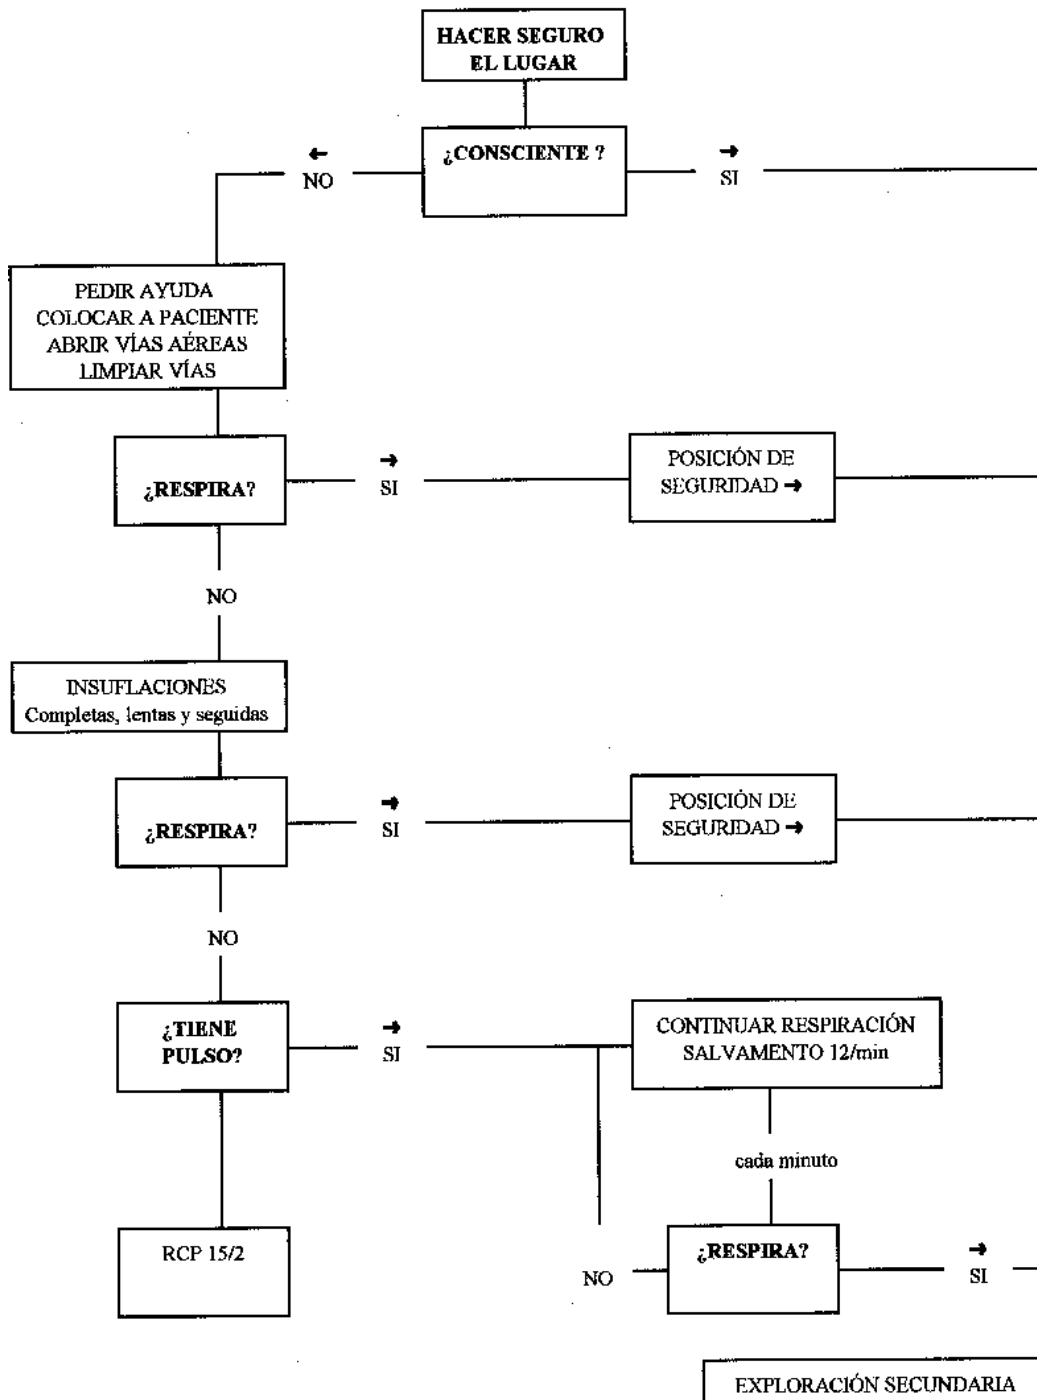 HACER SEGURO
EL LUGAR
¿CONSCIENTE ?
←
NO
→
SI
PEDIR AYUDA
COLOCAR A PACIENTE
ABRIR VÍAS AÉREAS
LIMPIAR VÍAS
¿RESPIRA?
→
SI
POSICIÓN DE
SEGURIDAD →
NO
INSUFLACIONES
Completas, lentas y seguidas
¿RESPIRA?
→
SI
POSICIÓN DE
SEGURIDAD →
NO
¿TIENE
PULSO?
→
SI
CONTINUAR RESPIRACIÓN
SALVAMENTO 12/min
cada minuto
RCP 15/2
NO
¿RESPIRA?
→
SI
EXPLORACIÓN SECUNDARIA